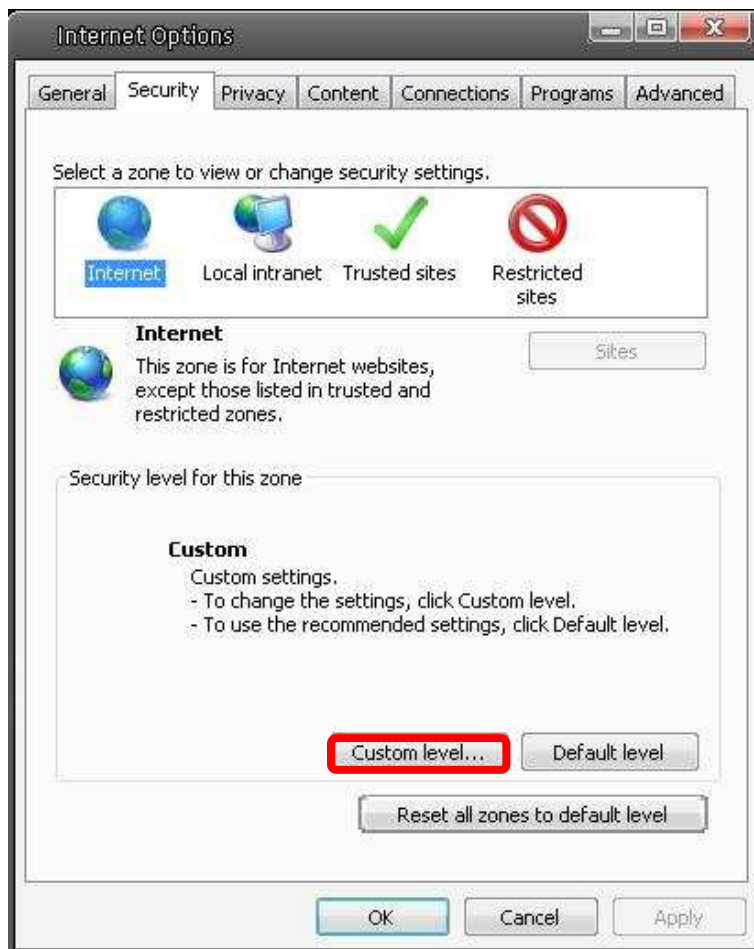 Internet Options
General Security Privacy Content Connections Programs Advanced
Select a zone to view or change security settings.
Internet Local intranet Trusted sites Restricted sites
Internet
This zone is for Internet websites,
except those listed in trusted and
restricted zones.
Sites
Security level for this zone
Custom
Custom settings.
- To change the settings, click Custom level.
- To use the recommended settings, click Default level.
Custom level... Default level
Reset all zones to default level
OK Cancel Apply